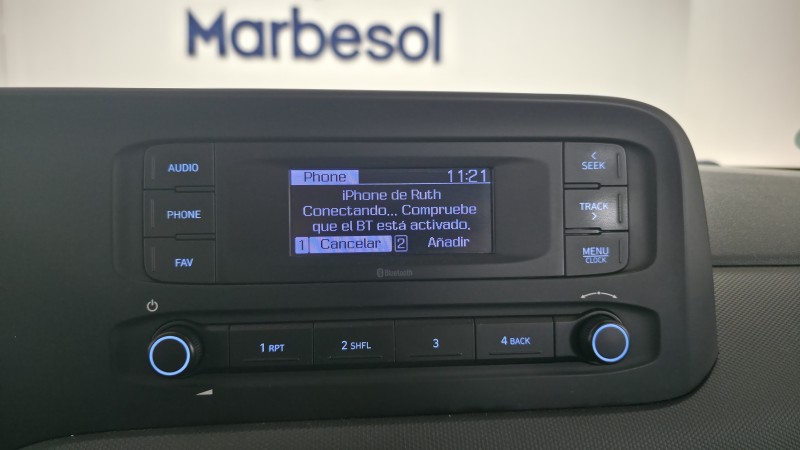 Marbesol
AUDIO
PHONE
FAV
Phone 11:21
iPhone de Ruth
Conectando... Compruebe
que el BT está activado.
1 Cancelar 2 Añadir
Bluetooth
< SEEK
TRACK >
MENU
CLOCK
1 RPT
2 SHFL
3
4 BACK